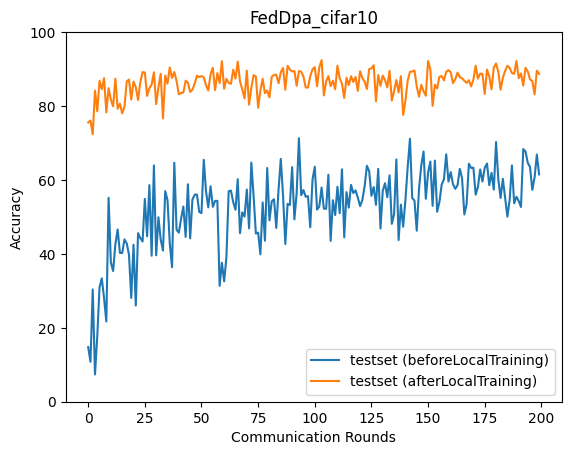 FedDpa_cifar10
100
80
60
40
20
0
Accuracy
testset (beforeLocalTraining)
testset (afterLocalTraining)
0 25 50 75 100 125 150 175 200
Communication Rounds